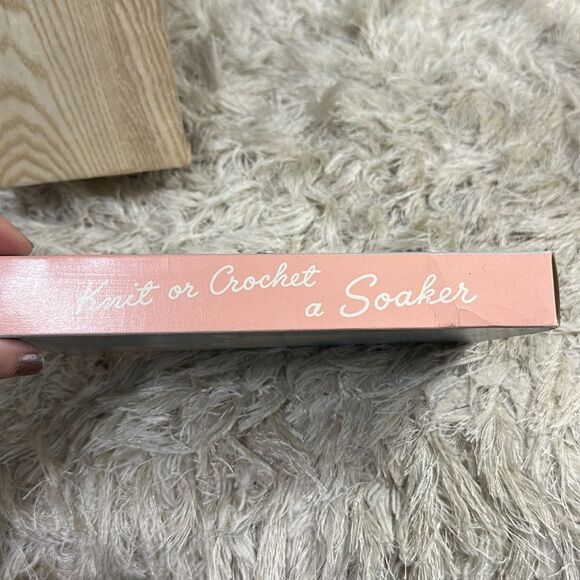 Knit or Crochet
a Soaker